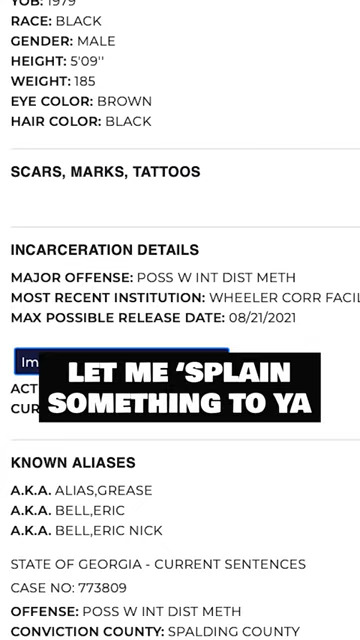 YOB: 1979
RACE: BLACK
GENDER: MALE
HEIGHT: 5'09''
WEIGHT: 185
EYE COLOR: BROWN
HAIR COLOR: BLACK
SCARS, MARKS, TATTOOS
INCARCERATION DETAILS
MAJOR OFFENSE: POSS W INT DIST METH
MOST RECENT INSTITUTION: WHEELER CORR FACIL
MAX POSSIBLE RELEASE DATE: 08/21/2021
Im
LET ME ‘SPLAIN
ACT
SOMETHING TO YA
CUR
KNOWN ALIASES
A.K.A. ALIAS,GREASE
A.K.A. BELL,ERIC
A.K.A. BELL,ERIC NICK
STATE OF GEORGIA - CURRENT SENTENCES
CASE NO: 773809
OFFENSE: POSS W INT DIST METH
CONVICTION COUNTY: SPALDING COUNTY